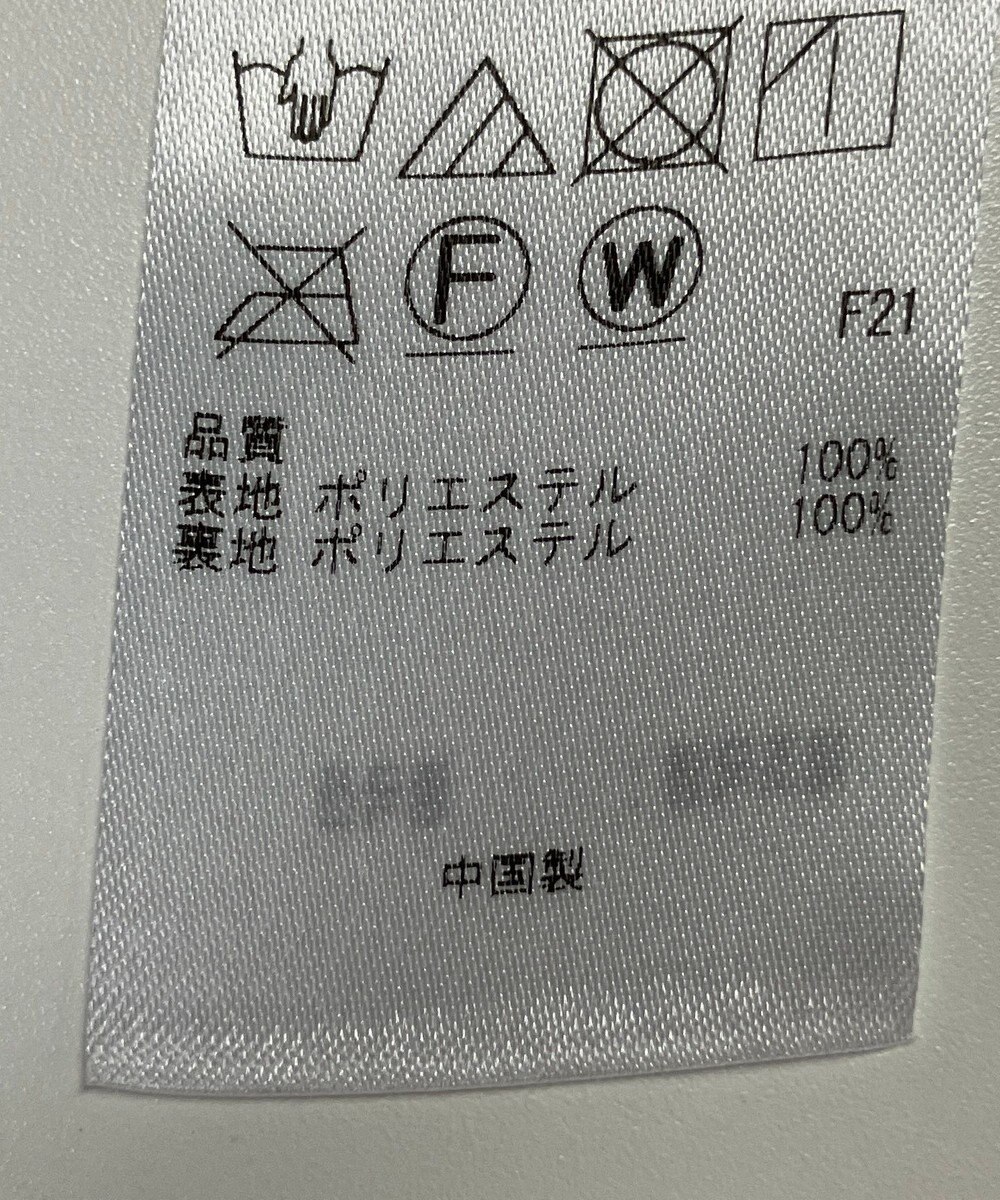 F W F21
品質
表地 ポリエステル 100%
裏地 ポリエステル 100%
中国製